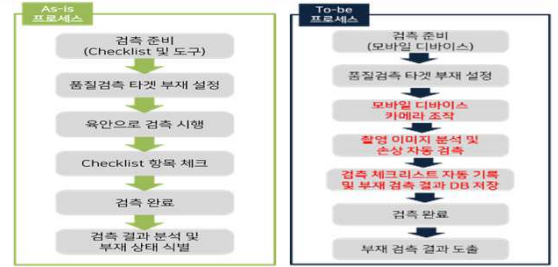 As-is
프로세스
검측 준비
(Checklist 및 도구)
품질검측 타겟 부재 설정
육안으로 검측 시행
Checklist 항목 체크
검측 완료
검측 결과 분석 및
부재 상태 식별
To-be
프로세스
검측 준비
(모바일 디바이스)
품질검측 타겟 부재 설정
모바일 디바이스
카메라 조작
촬영 이미지 분석 및
손상 자동 검측
검측 체크리스트 자동 기록
및 부재 검측 결과 DB 저장
검측 완료
부재 검측 결과 도출